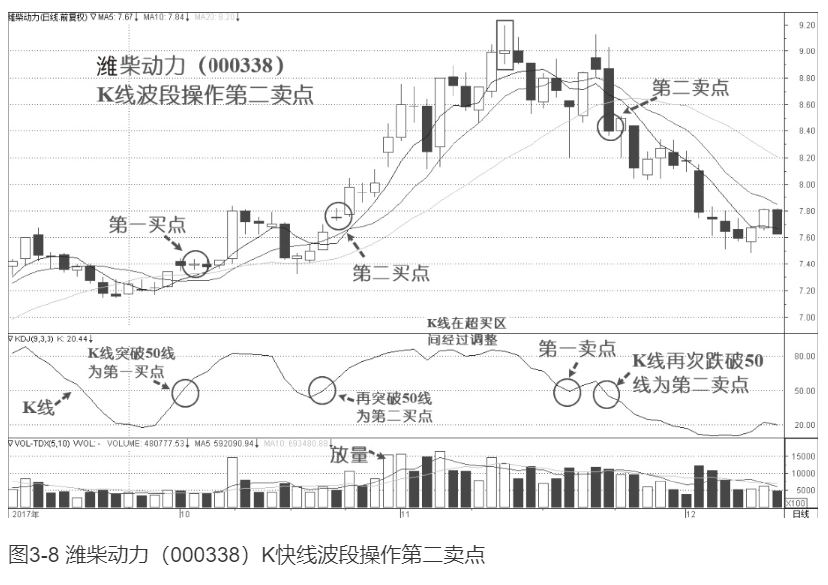 潍柴动力(日线.前复权) ▽ MA5: 7.67↓ MA10: 7.84↓ MA20: 8.20↓
9.20
潍柴动力（000338）
K线波段操作第二卖点
9.00
8.80
第二卖点
8.60
8.40
8.20
8.00
第一买点
7.80
7.60
第二买点
7.40
7.20
7.00
▽KDJ(9,3,3) K: 20.44↓
K线在超买区
间经过调整
K线突破50线
为第一买点
第一卖点
80.00
K线再次跌破50
线为第二卖点
K线
再突破50线
为第二买点
50.00
20.00
▽VOL-TDX(5,10) VVOL: - VOLUME: 480777.53↓ MA5 592090.94↓ MA10 693480.88↓
放量
15000
10000
5000
X100
2017年
10
11
12
日线
图3-8 潍柴动力（000338）K快线波段操作第二卖点